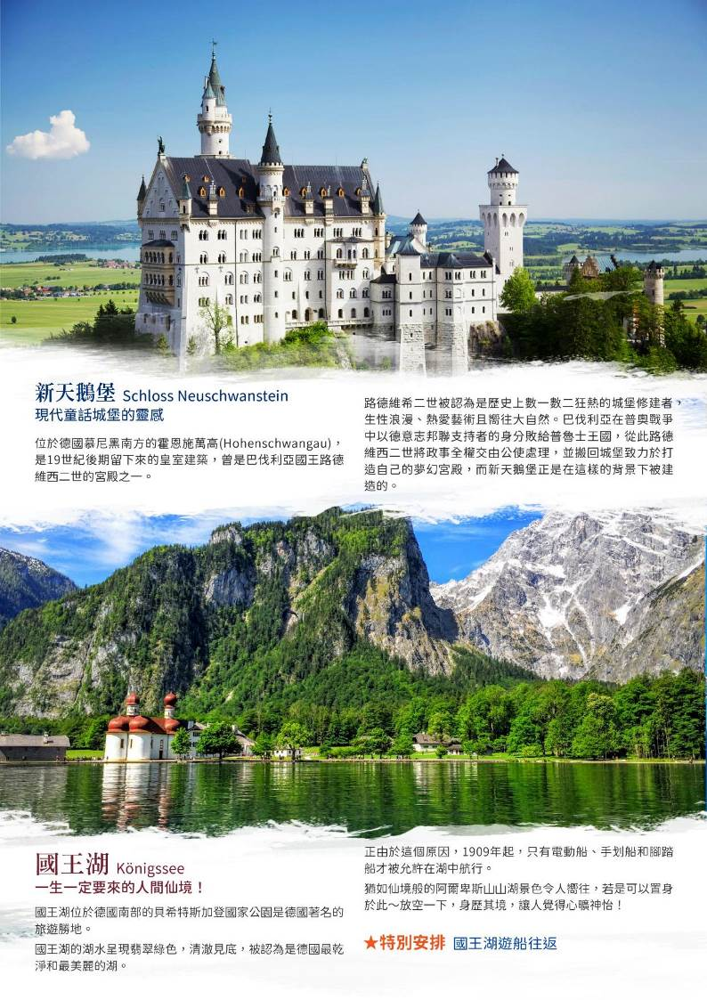 新天鵝堡 Schloss Neuschwanstein
現代童話城堡的靈感
位於德國慕尼黑南方的霍恩施萬高(Hohenschwangau)，
是19世紀後期留下來的皇室建築，曾是巴伐利亞國王路德
維西二世的宮殿之一。
路德維希二世被認為是歷史上數一數二狂熱的城堡修建者，
生性浪漫、熱愛藝術且嚮往大自然。巴伐利亞在普奧戰爭
中以德意志邦聯支持者的身分敗給普魯士王國，從此路德
維西二世將政事全權交由公使處理，並搬回城堡致力於打
造自己的夢幻宮殿，而新天鵝堡正是在這樣的背景下被建
造的。
國王湖 Königssee
一生一定要來的人間仙境！
國王湖位於德國南部的貝希特斯加登國家公園是德國著名的
旅遊勝地。
國王湖的湖水呈現翡翠綠色，清澈見底，被認為是德國最乾
淨和最美麗的湖。
正由於這個原因，1909年起，只有電動船、手划船和腳踏
船才被允許在湖中航行。
猶如仙境般的阿爾卑斯山山湖景色令人嚮往，若是可以置身
於此～放空一下，身歷其境，讓人覺得心曠神怡！
★特別安排 國王湖遊船往返